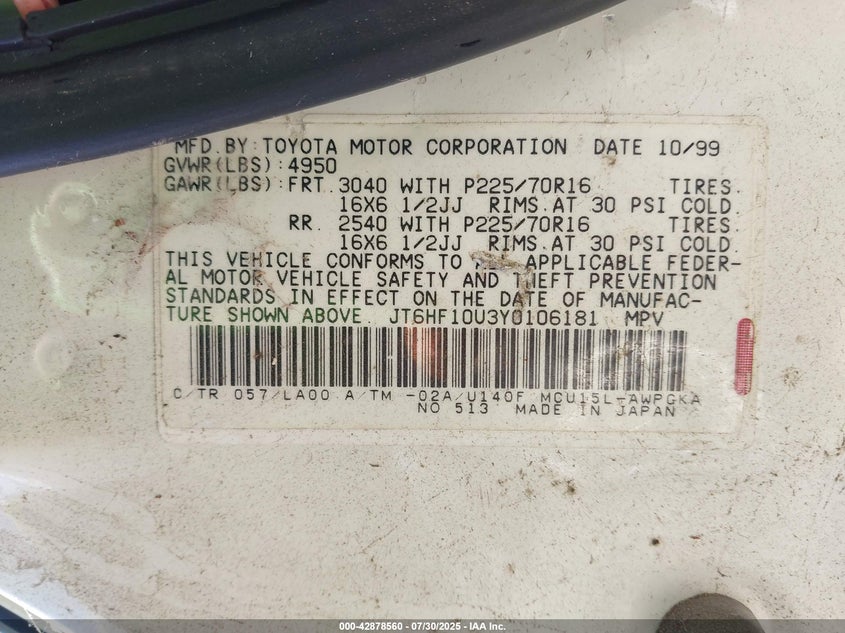 MFD. BY: TOYOTA MOTOR CORPORATION DATE 10/99
GVWR(LBS):4950
GAWR(LBS):FRT. 3040 WITH P225/70R16 TIRES.
16X6 1/2JJ RIMS.AT 30 PSI COLD.
RR. 2540 WITH P225/70R16 TIRES.
16X6 1/2JJ RIMS.AT 30 PSI COLD.
THIS VEHICLE CONFORMS TO APPLICABLE FEDER-
AL MOTOR VEHICLE SAFETY AND THEFT PREVENTION
STANDARDS IN EFFECT ON THE DATE OF MANUFAC-
TURE SHOWN ABOVE. JT6HF10U3Y0106181 MPV
C/TR 057/LA00 A/TM -02A/U140F MCU15L-AWPGKA
NO 513 MADE IN JAPAN
000-42878560 - 07/30/2025 - IAA Inc.